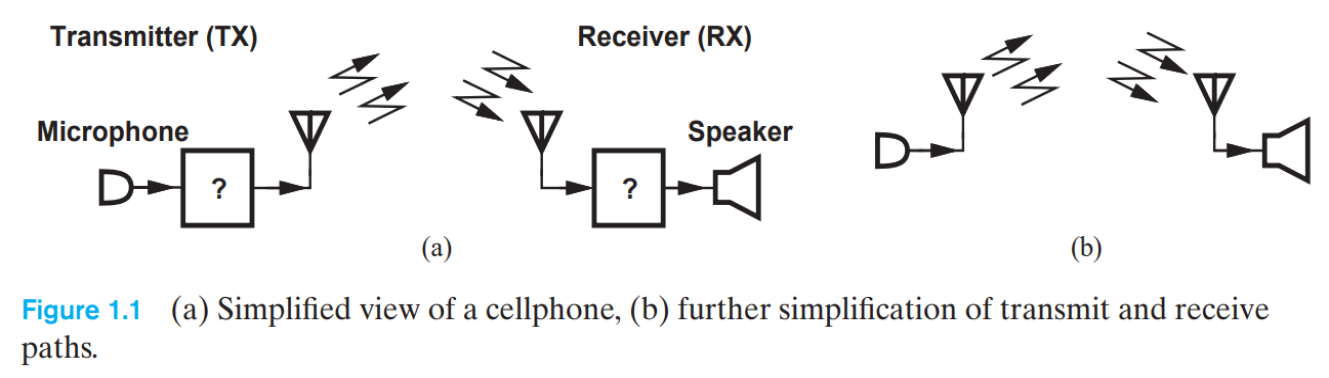 Transmitter (TX)
Receiver (RX)
Microphone
Speaker
?
?
(a)
(b)
Figure 1.1 (a) Simplified view of a cellphone, (b) further simplification of transmit and receive
paths.